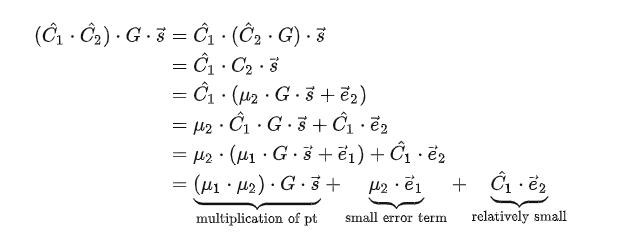 (Ĉ₁ · Ĉ₂) · G · s⃗ = Ĉ₁ · (Ĉ₂ · G) · s⃗
= Ĉ₁ · C₂ · s⃗
= Ĉ₁ · (μ₂ · G · s⃗ + e⃗₂)
= μ₂ · Ĉ₁ · G · s⃗ + Ĉ₁ · e⃗₂
= μ₂ · (μ₁ · G · s⃗ + e⃗₁) + Ĉ₁ · e⃗₂
= (μ₁ · μ₂) · G · s⃗ + μ₂ · e⃗₁ + Ĉ₁ · e⃗₂
multiplication of pt small error term relatively small